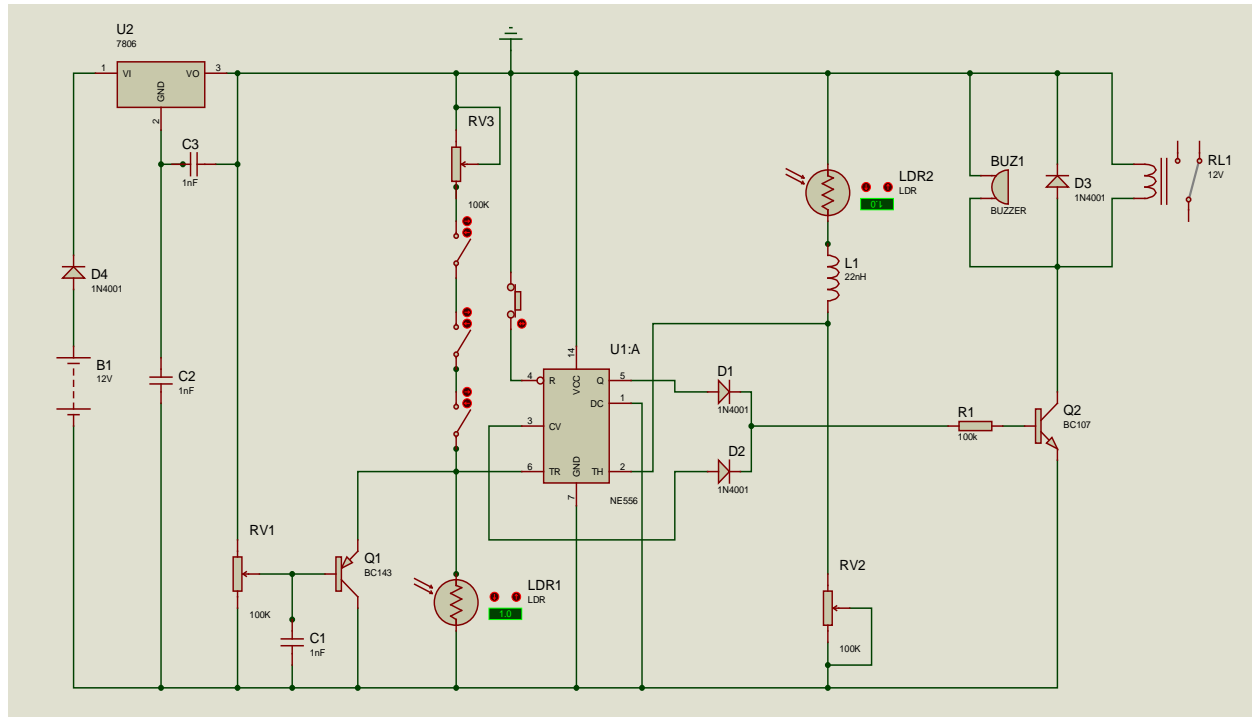 U2
7806
1 VI VO 3
GND
2
C3
1nF
D4
1N4001
B1
12V
C2
1nF
RV1
100K
C1
1nF
Q1
BC143
RV3
100K
LDR1
LDR
1.0
U1:A
14
VCC
4 R Q 5
DC 1
3 CV
6 TR TH 2
GND
7
NE556
D1
1N4001
D2
1N4001
LDR2
LDR
1.0
L1
22nH
RV2
100K
R1
100k
Q2
BC107
BUZ1
BUZZER
D3
1N4001
RL1
12V